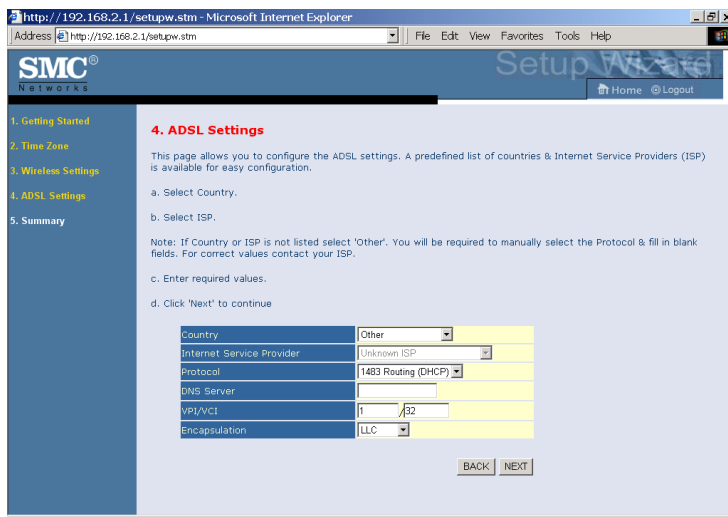 http://192.168.2.1/setupw.stm - Microsoft Internet Explorer
Address http://192.168.2.1/setupw.stm File Edit View Favorites Tools Help
SMC®
Networks
Setup Wizard
Home Logout
1. Getting Started
2. Time Zone
3. Wireless Settings
4. ADSL Settings
5. Summary
4. ADSL Settings
This page allows you to configure the ADSL settings. A predefined list of countries & Internet Service Providers (ISP)
is available for easy configuration.
a. Select Country.
b. Select ISP.
Note: If Country or ISP is not listed select 'Other'. You will be required to manually select the Protocol & fill in blank
fields. For correct values contact your ISP.
c. Enter required values.
d. Click 'Next' to continue
Country Other
Internet Service Provider Unknown ISP
Protocol 1483 Routing (DHCP)
DNS Server
VPI/VCI 1 /32
Encapsulation LLC
BACK NEXT